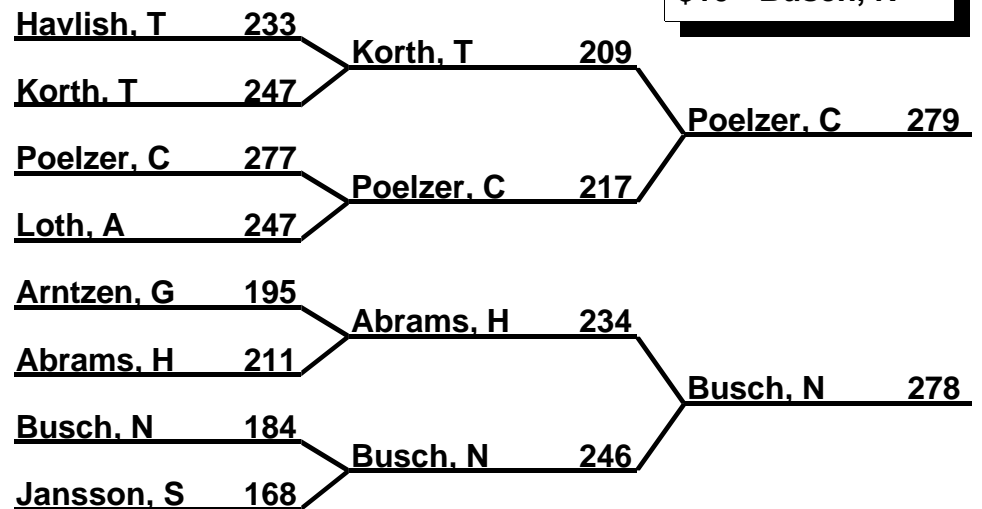 Havlish, T 233
Korth, T 209
Korth, T 247
Poelzer, C 279
Poelzer, C 277
Poelzer, C 217
Loth, A 247
Arntzen, G 195
Abrams, H 234
Abrams, H 211
Busch, N 278
Busch, N 184
Busch, N 246
Jansson, S 168